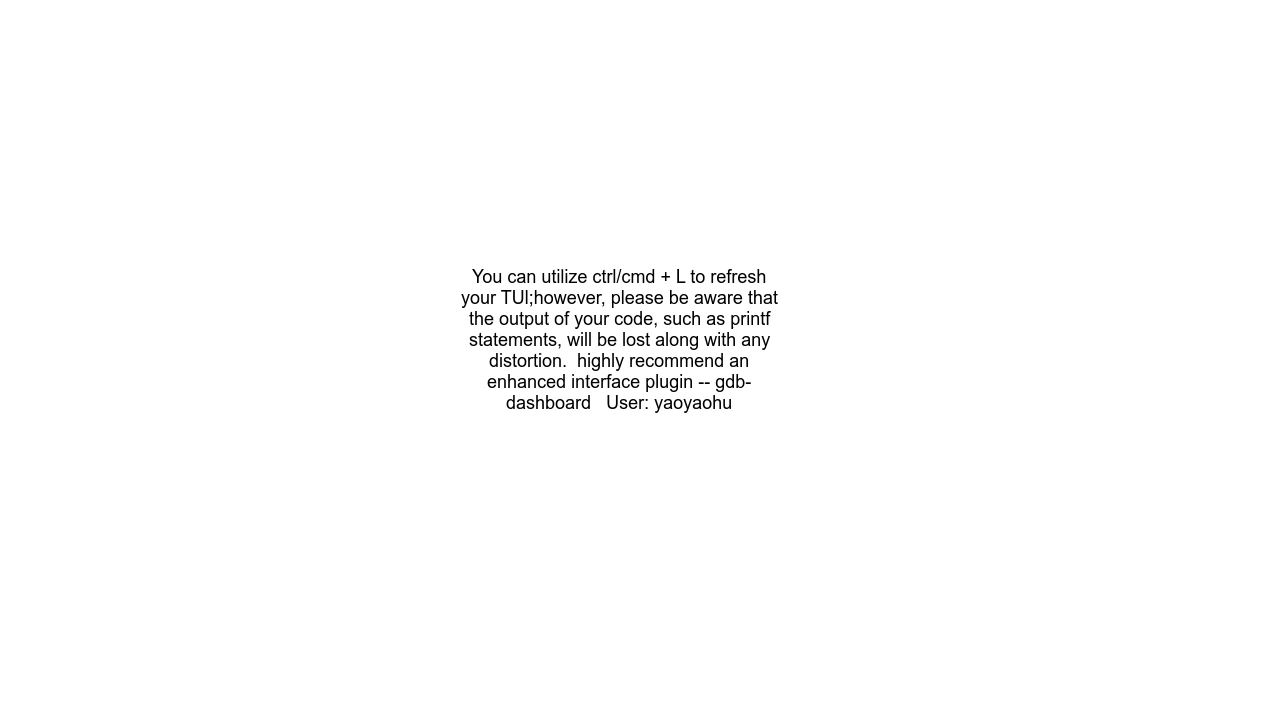 You can utilize ctrl/cmd + L to refresh
your TUl;however, please be aware that
the output of your code, such as printf
statements, will be lost along with any
distortion.  highly recommend an
enhanced interface plugin -- gdb-
dashboard   User: yaoyaohu